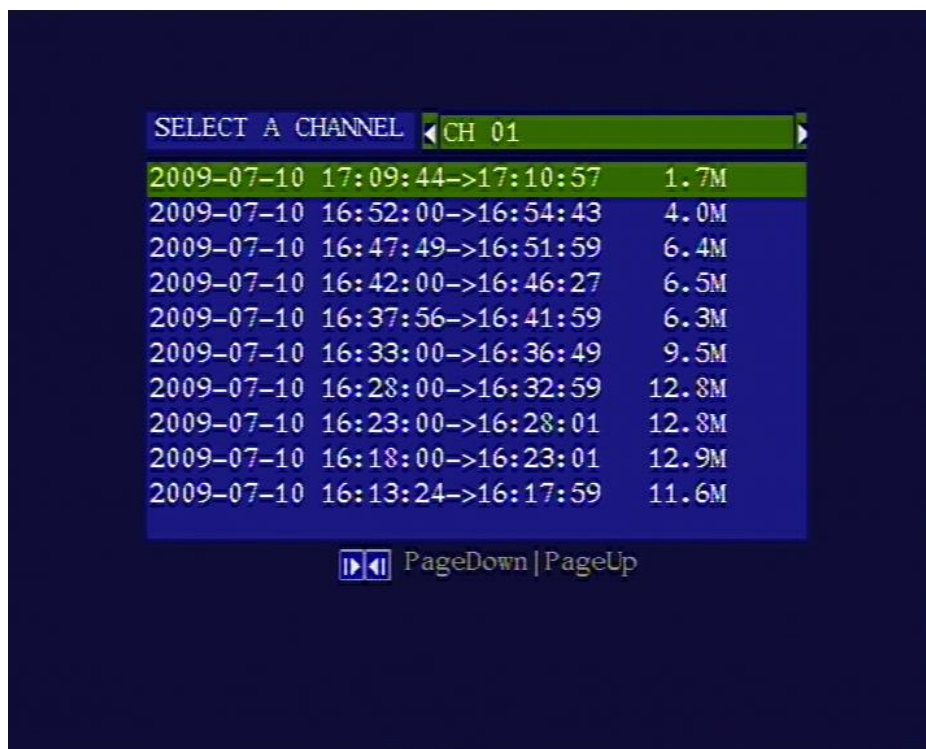 SELECT A CHANNEL CH 01
2009-07-10 17:09:44->17:10:57 1.7M
2009-07-10 16:52:00->16:54:43 4.0M
2009-07-10 16:47:49->16:51:59 6.4M
2009-07-10 16:42:00->16:46:27 6.5M
2009-07-10 16:37:56->16:41:59 6.3M
2009-07-10 16:33:00->16:36:49 9.5M
2009-07-10 16:28:00->16:32:59 12.8M
2009-07-10 16:23:00->16:28:01 12.8M
2009-07-10 16:18:00->16:23:01 12.9M
2009-07-10 16:13:24->16:17:59 11.6M
PageDown|PageUp